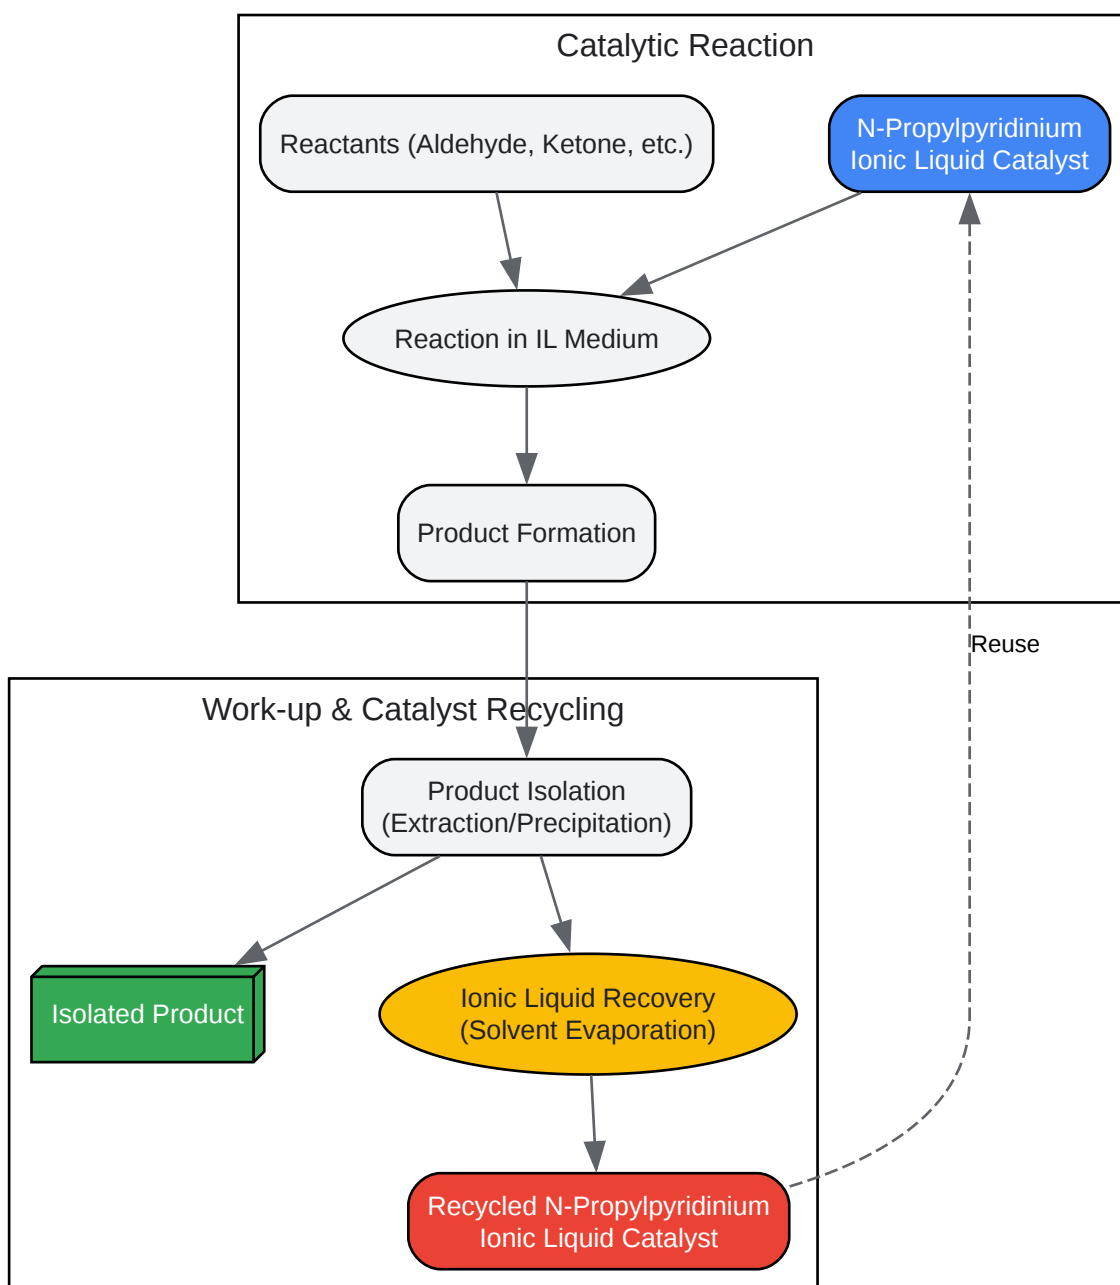 Catalytic Reaction
Reactants (Aldehyde, Ketone, etc.)
N-Propylpyridinium
Ionic Liquid Catalyst
Reaction in IL Medium
Product Formation
Reuse
Work-up & Catalyst Recycling
Product Isolation
(Extraction/Precipitation)
Isolated Product
Ionic Liquid Recovery
(Solvent Evaporation)
Recycled N-Propylpyridinium
Ionic Liquid Catalyst